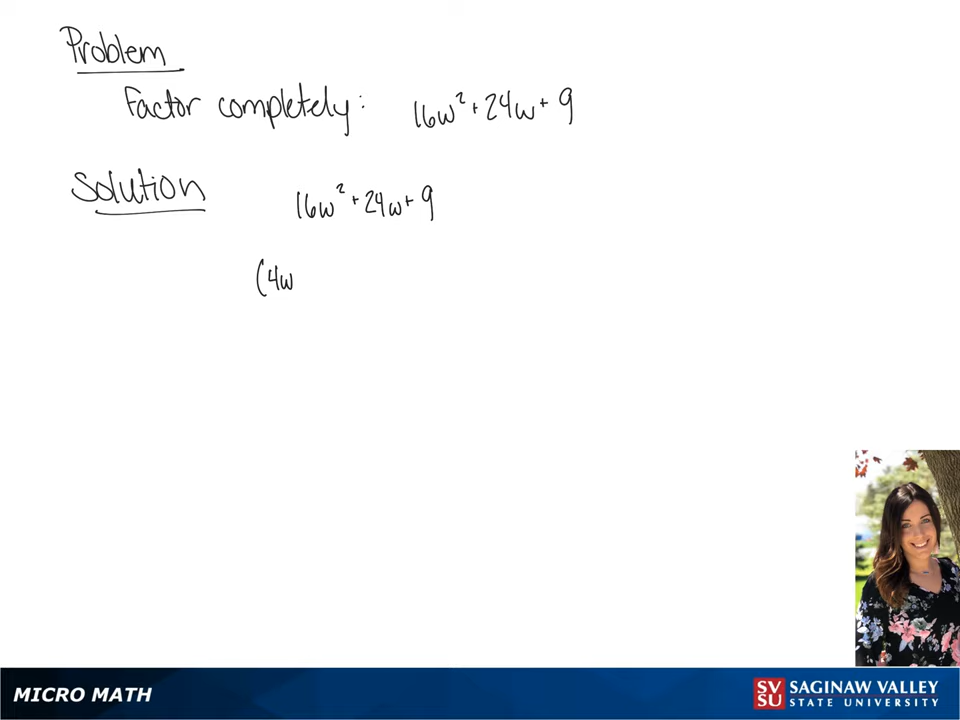 Problem
Factor completely: 16w² + 24w + 9
Solution 16w² + 24w + 9
(4w
MICRO MATH
SVSU SAGINAW VALLEY STATE UNIVERSITY